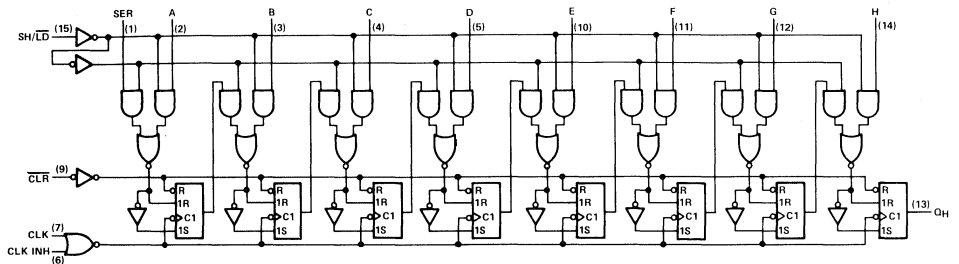 SER A B C D E F G H
(1) (2) (3) (4) (5) (10) (11) (12) (14)
SH/LD (15)
CLR (9)
R R R R R R R R
1R 1R 1R 1R 1R 1R 1R 1R
C1 C1 C1 C1 C1 C1 C1 C1
1S 1S 1S 1S 1S 1S 1S 1S
(13) QH
CLK (7)
CLK INH (6)